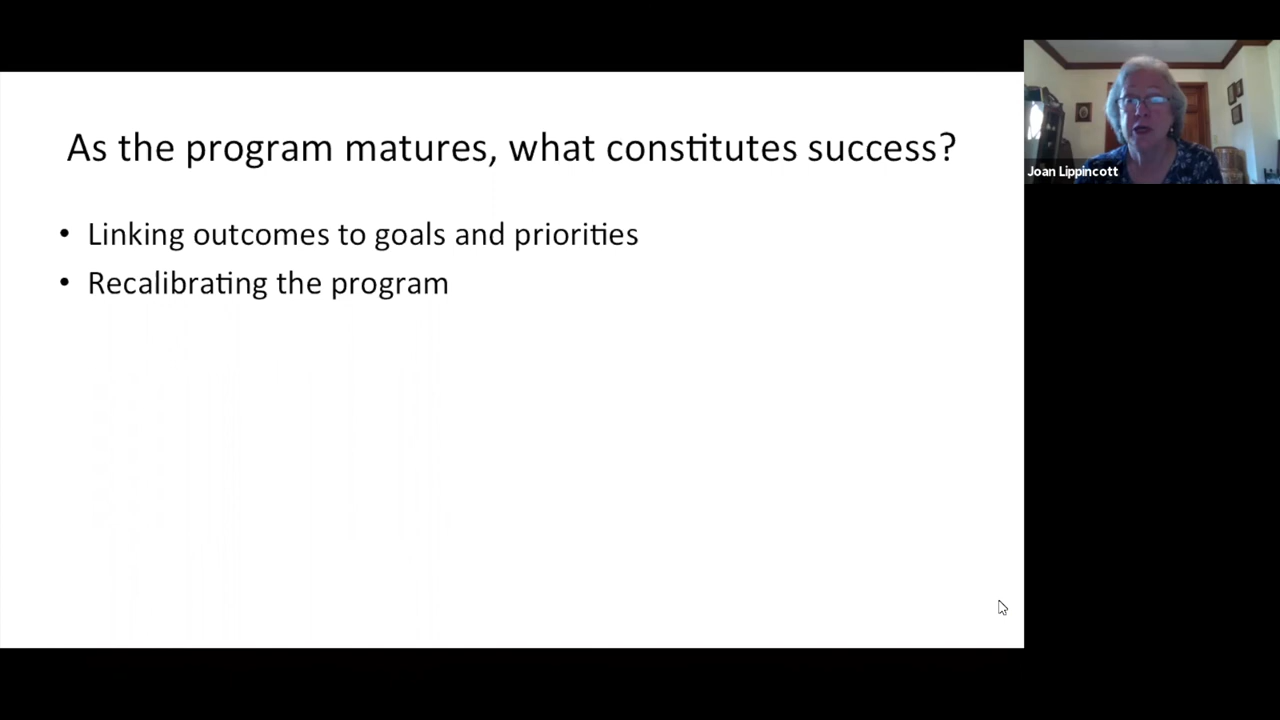 As the program matures, what constitutes success?
• Linking outcomes to goals and priorities
• Recalibrating the program
Joan Lippincott